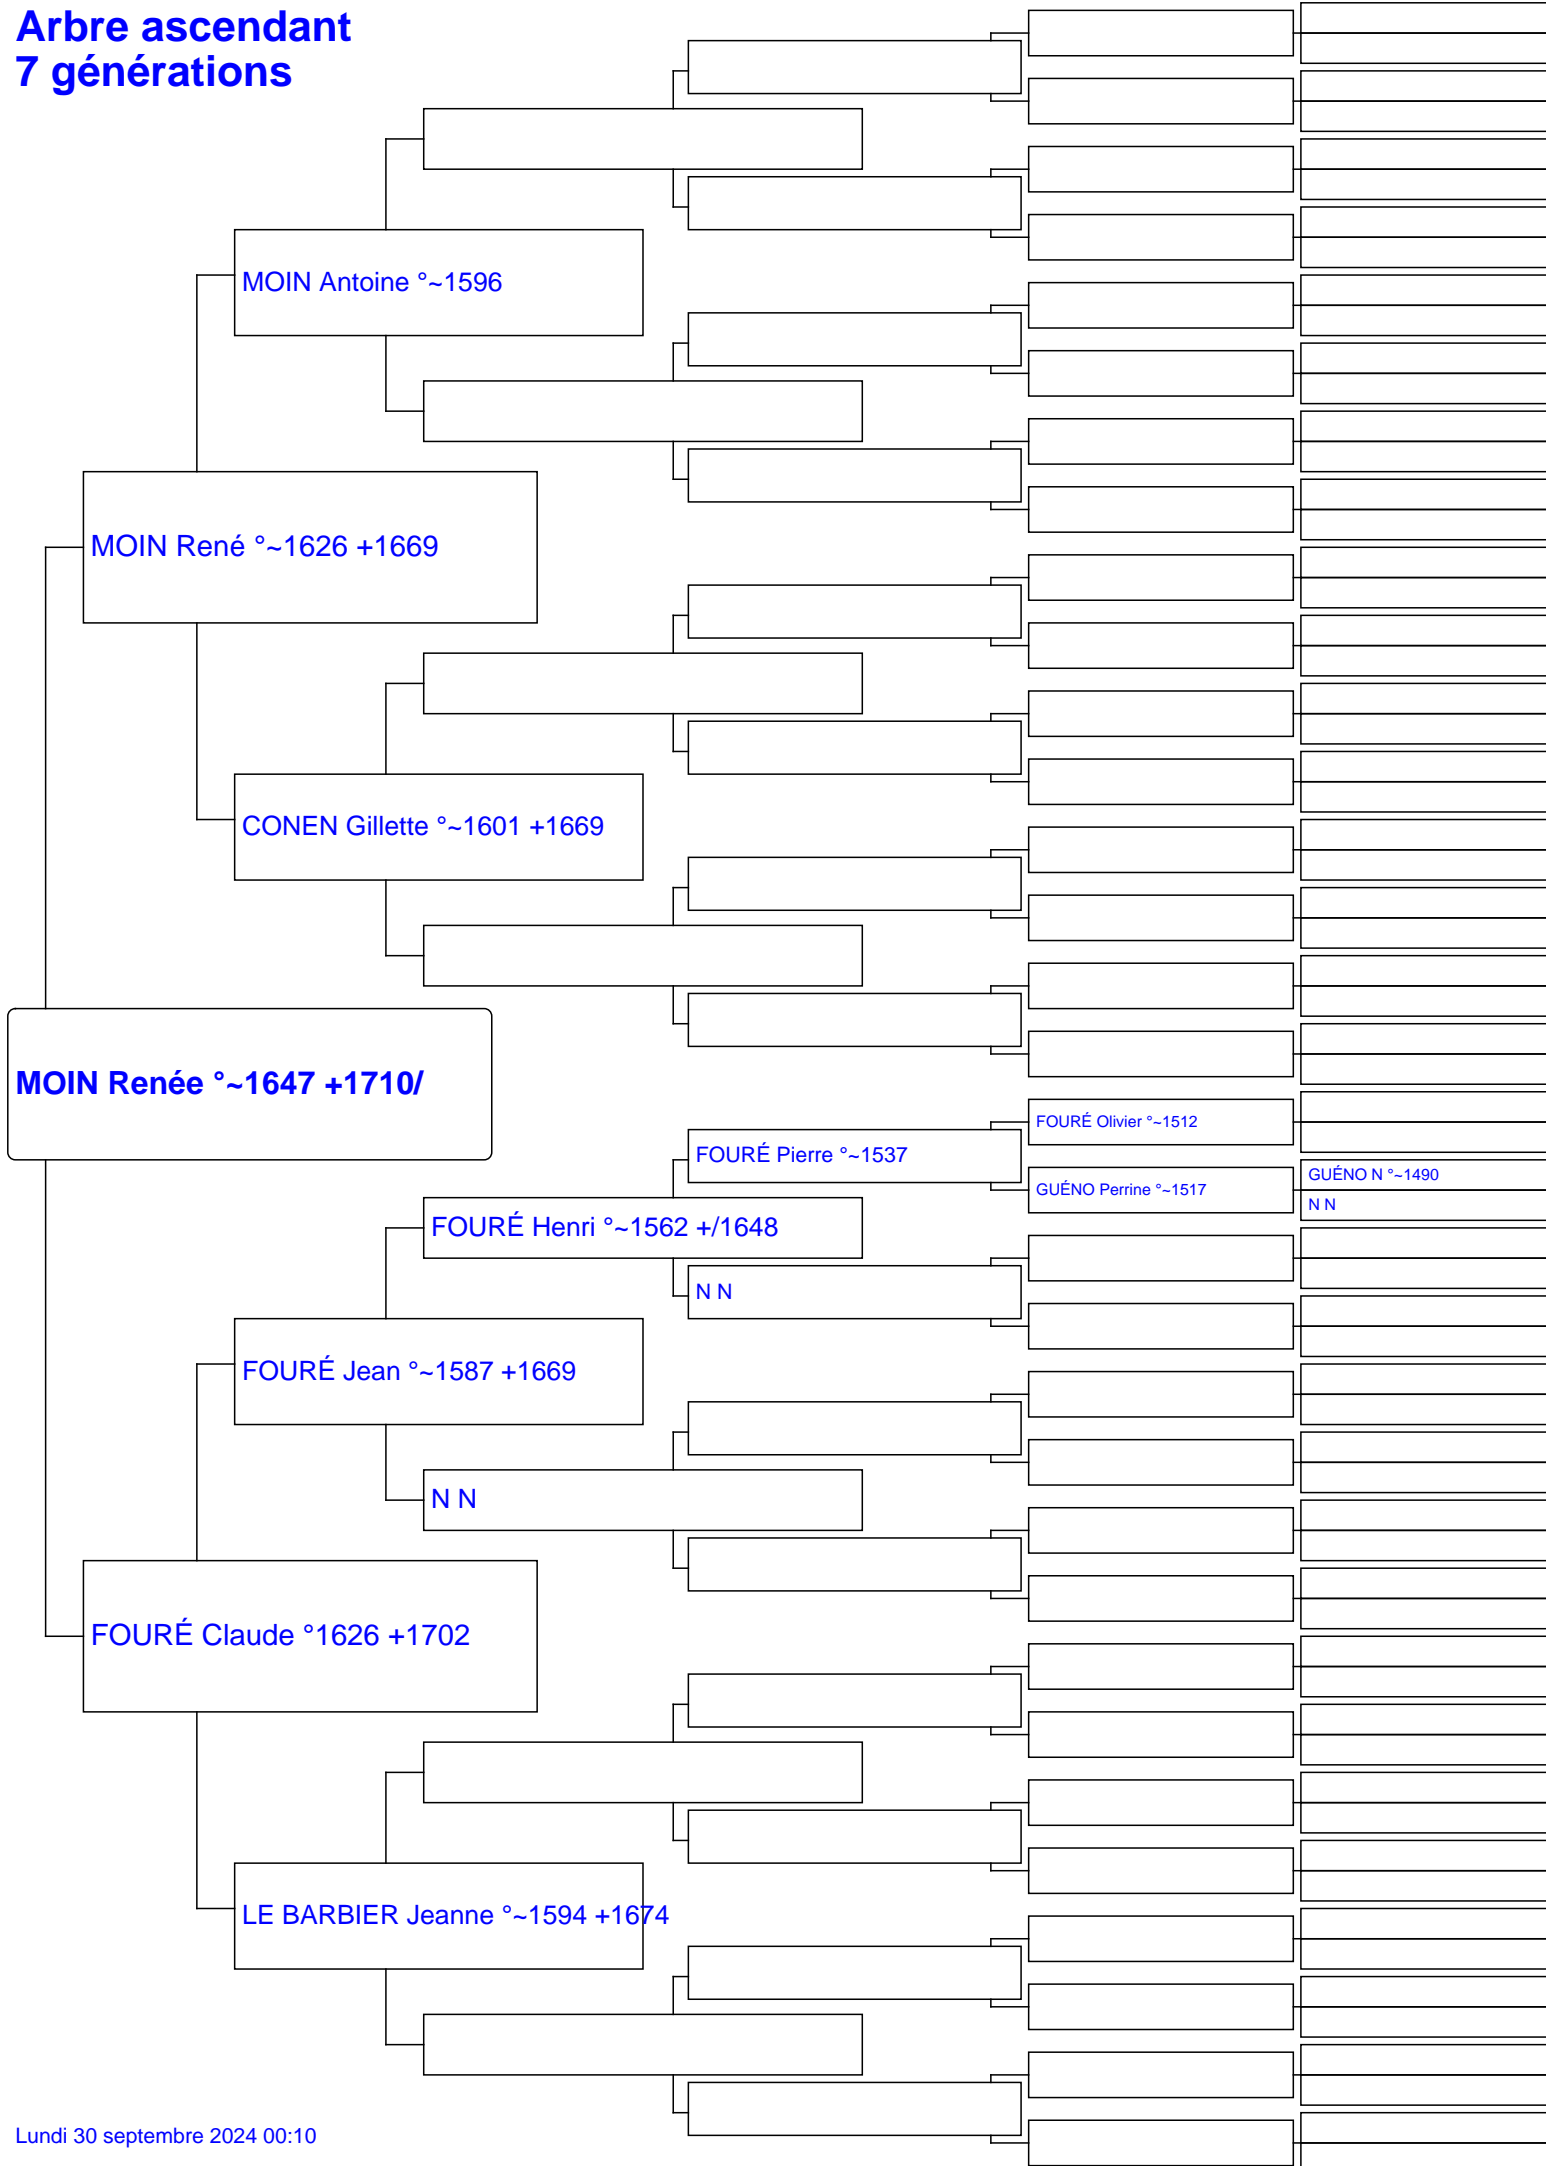 Arbre ascendant
7 générations
MOIN Antoine °~1596
MOIN René °~1626 +1669
CONEN Gillette °~1601 +1669
MOIN Renée °~1647 +1710/
FOURÉ Olivier °~1512
FOURÉ Pierre °~1537
GUÉNO N °~1490
GUÉNO Perrine °~1517
N N
FOURÉ Henri °~1562 +/1648
N N
FOURÉ Jean °~1587 +1669
N N
FOURÉ Claude °1626 +1702
LE BARBIER Jeanne °~1594 +1674
Lundi 30 septembre 2024 00:10